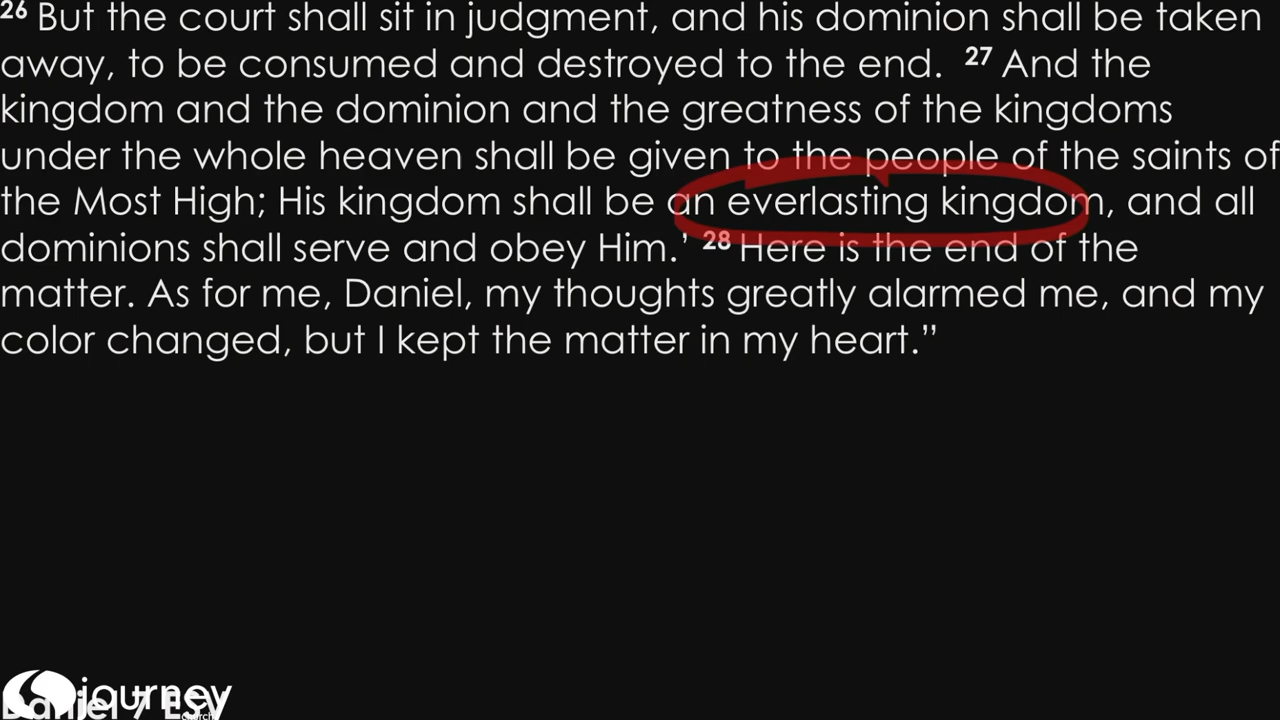 26 But the court shall sit in judgment, and his dominion shall be taken
away, to be consumed and destroyed to the end. 27 And the
kingdom and the dominion and the greatness of the kingdoms
under the whole heaven shall be given to the people of the saints of
the Most High; His kingdom shall be an everlasting kingdom, and all
dominions shall serve and obey Him.’ 28 Here is the end of the
matter. As for me, Daniel, my thoughts greatly alarmed me, and my
color changed, but I kept the matter in my heart.”
journey
church
Daniel 7 ESV